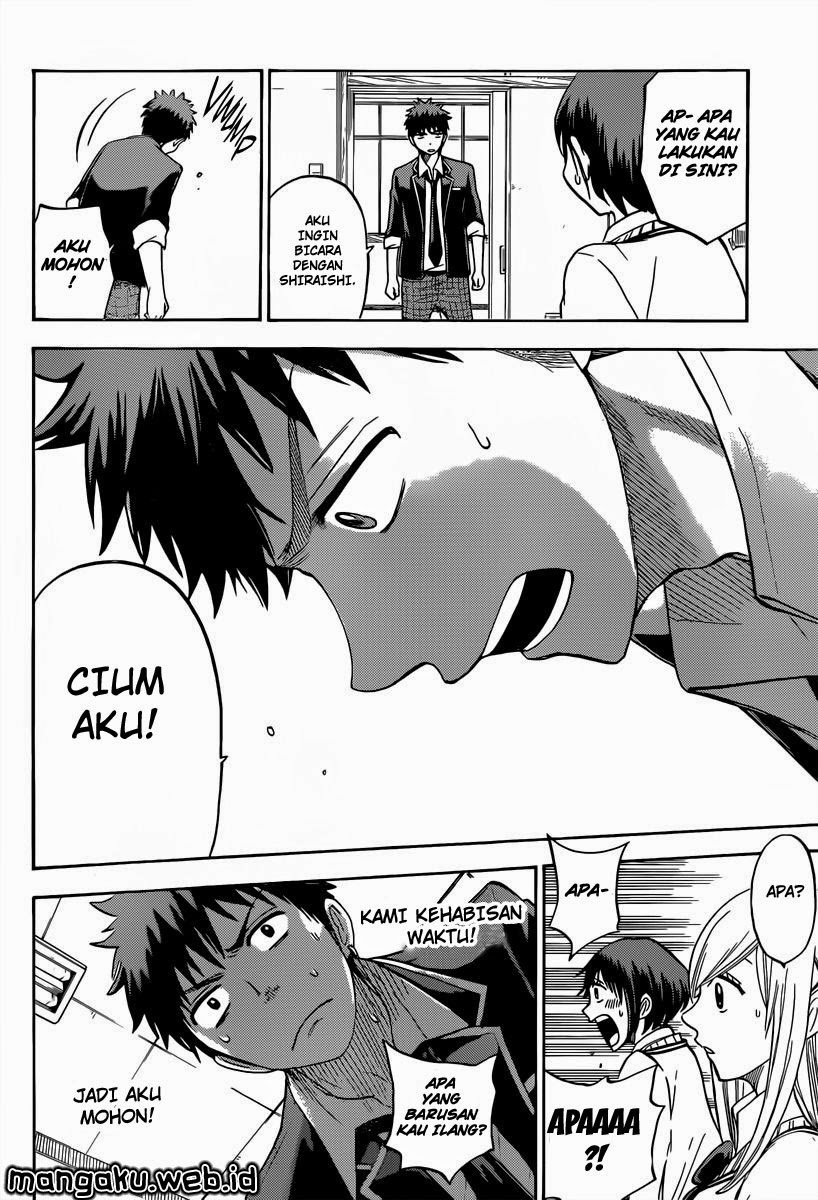 AP- APA
YANG KAU
LAKUKAN
DI SINI?
AKU
INGIN
BICARA
DENGAN
SHIRAISHI.
AKU
MOHON
!
CIUM
AKU!
APA?
APA-
APAAAA
?!
KAMI KEHABISAN
WAKTU!
APA
YANG
BARUSAN
KAU ILANG?
JADI AKU
MOHON!
mangaku.web.id